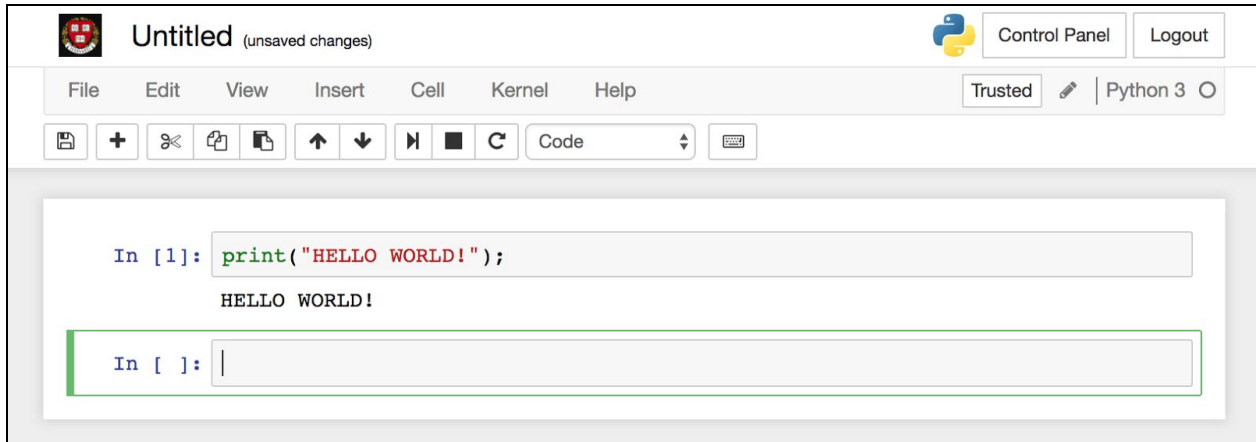 Untitled (unsaved changes) Control Panel Logout
File Edit View Insert Cell Kernel Help Trusted Python 3
Code
In [1]: print("HELLO WORLD!");
HELLO WORLD!
In [ ]: